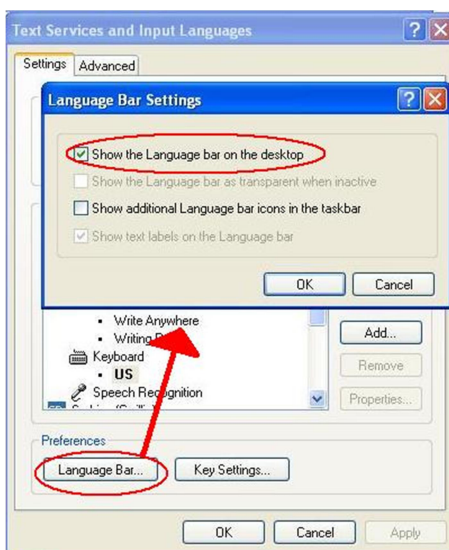 Text Services and Input Languages
Settings
Advanced
Language Bar Settings
Show the Language bar on the desktop
Show the Language bar as transparent when inactive
Show additional Language bar icons in the taskbar
Show text labels on the Language bar
OK
Cancel
Write Anywhere
Writing
Keyboard
US
Speech Recognition
Add...
Remove
Properties...
Preferences
Language Bar...
Key Settings...
OK
Cancel
Apply